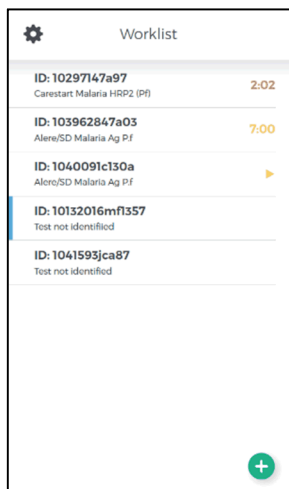 Worklist
ID: 10297147a97
Carestart Malaria HRP2 (Pf)
2:02
ID: 103962847a03
Alere/SD Malaria Ag P.f
7:00
ID: 1040091c130a
Alere/SD Malaria Ag P.f
ID: 10132016mf1357
Test not identified
ID: 1041593jca87
Test not identified